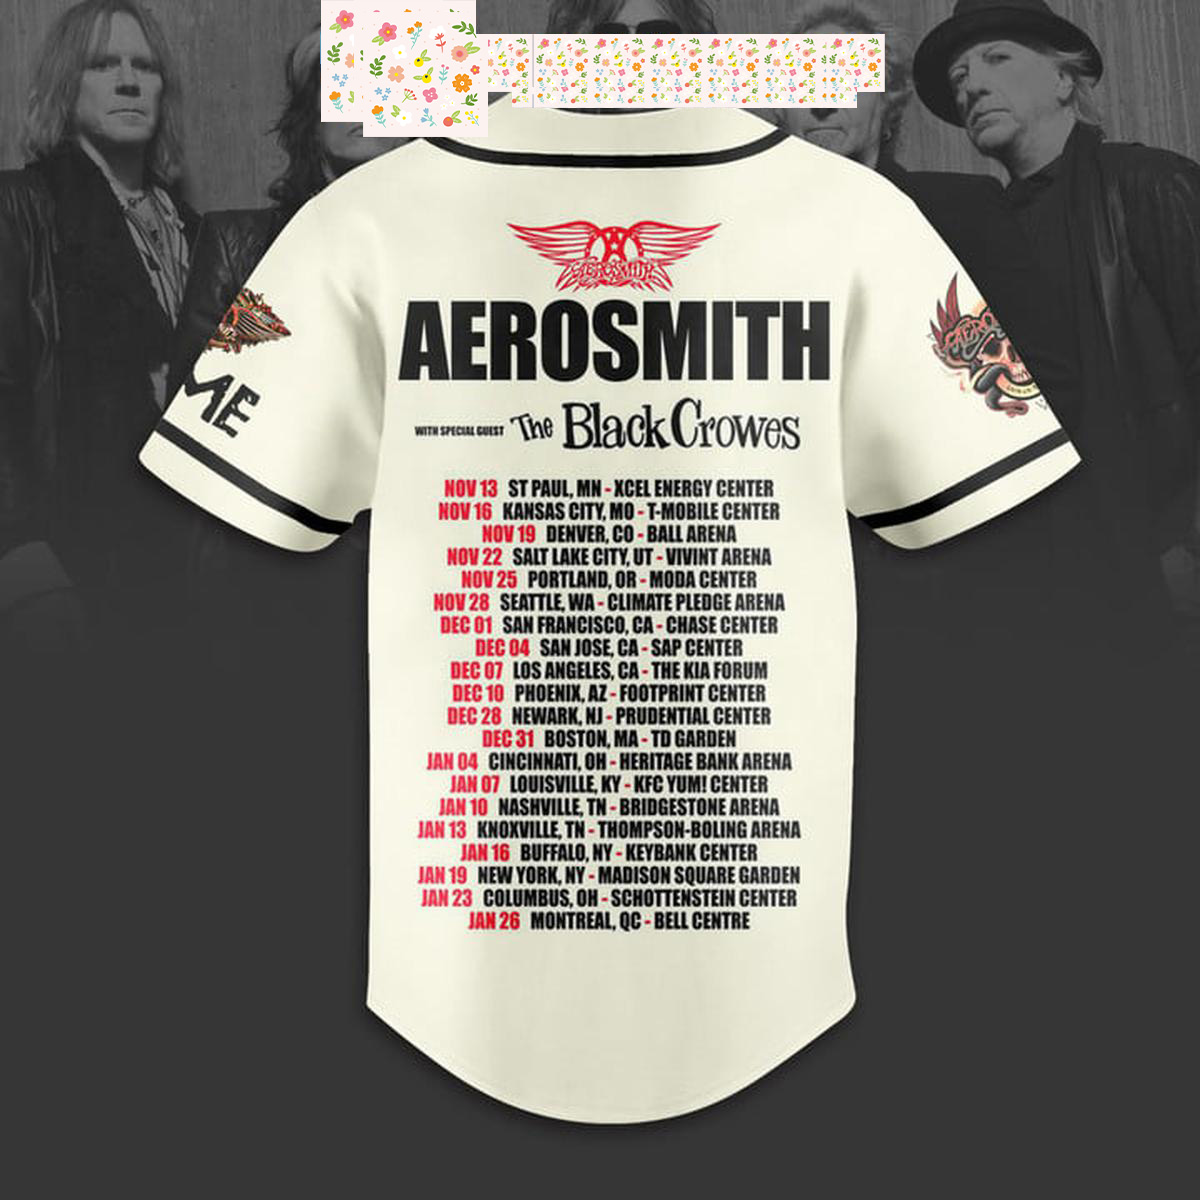 AEROSMITH
AEROSMITH
WITH SPECIAL GUEST The Black Crowes
ME
AERO
NOV 13 ST PAUL, MN - XCEL ENERGY CENTER
NOV 16 KANSAS CITY, MO - T-MOBILE CENTER
NOV 19 DENVER, CO - BALL ARENA
NOV 22 SALT LAKE CITY, UT - VIVINT ARENA
NOV 25 PORTLAND, OR - MODA CENTER
NOV 28 SEATTLE, WA - CLIMATE PLEDGE ARENA
DEC 01 SAN FRANCISCO, CA - CHASE CENTER
DEC 04 SAN JOSE, CA - SAP CENTER
DEC 07 LOS ANGELES, CA - THE KIA FORUM
DEC 10 PHOENIX, AZ - FOOTPRINT CENTER
DEC 28 NEWARK, NJ - PRUDENTIAL CENTER
DEC 31 BOSTON, MA - TD GARDEN
JAN 04 CINCINNATI, OH - HERITAGE BANK ARENA
JAN 07 LOUISVILLE, KY - KFC YUM! CENTER
JAN 10 NASHVILLE, TN - BRIDGESTONE ARENA
JAN 13 KNOXVILLE, TN - THOMPSON-BOLING ARENA
JAN 16 BUFFALO, NY - KEYBANK CENTER
JAN 19 NEW YORK, NY - MADISON SQUARE GARDEN
JAN 23 COLUMBUS, OH - SCHOTTENSTEIN CENTER
JAN 26 MONTREAL, QC - BELL CENTRE